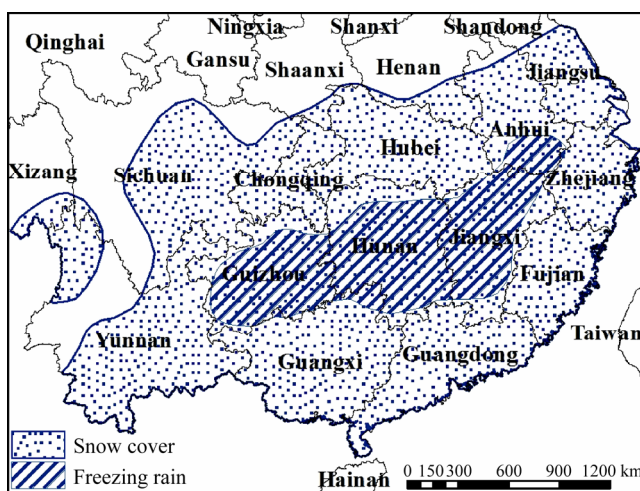 Ningxia Shanxi Shandong
Qinghai
Gansu
Shaanxi Henan
Jiangsu
Anhui
Hubei
Xizang
Sichuan
Chongqing
Zhejiang
Hunan
Jiangxi
Guizhou
Fujian
Yunnan
Taiwan
Guangxi
Guangdong
Snow cover
Freezing rain
Hainan
0 150 300 600 900 1200 km